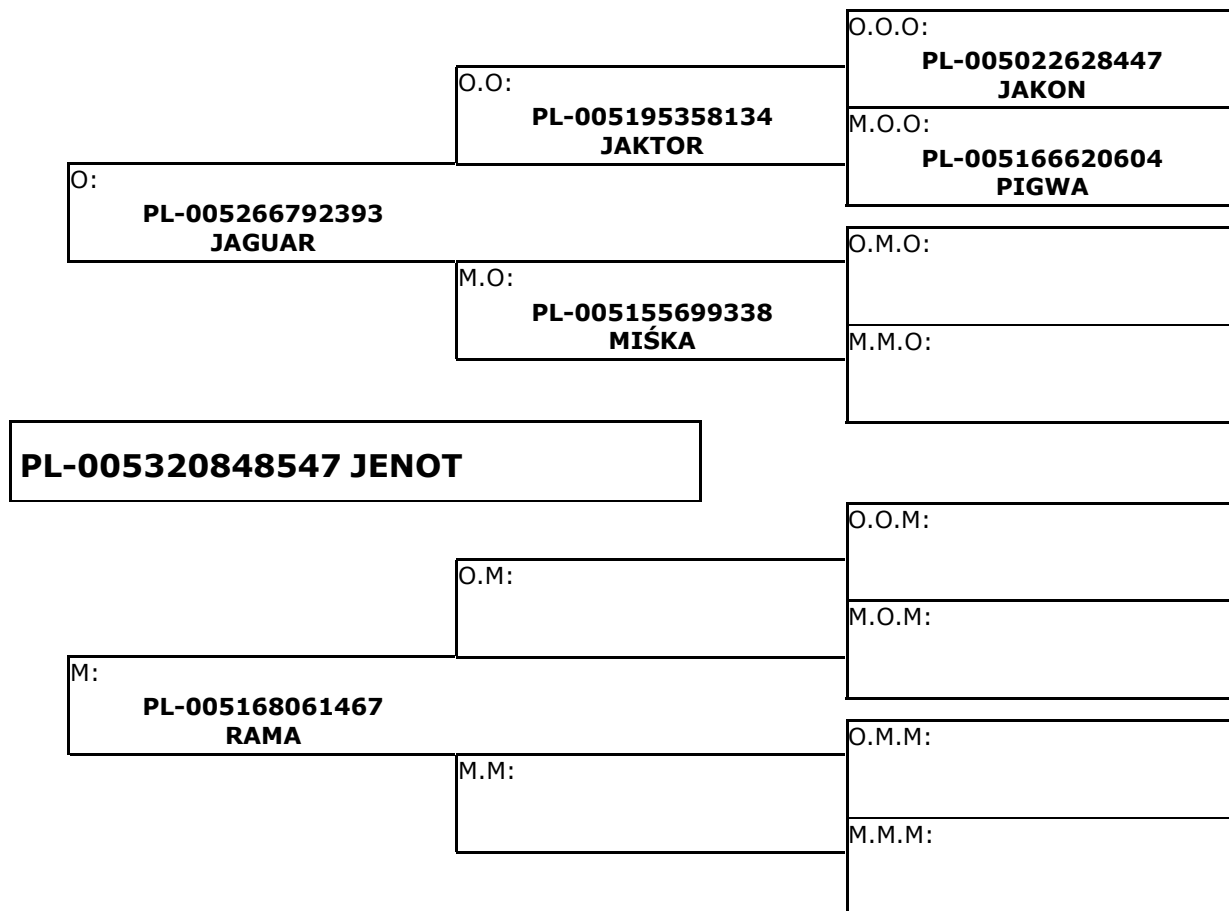 O.O.O:
PL-005022628447
JAKON
O.O:
PL-005195358134
JAKTOR
M.O.O:
PL-005166620604
PIGWA
O:
PL-005266792393
JAGUAR
O.M.O:
M.O:
PL-005155699338
MIŚKA
M.M.O:
PL-005320848547 JENOT
O.O.M:
O.M:
M.O.M:
M:
PL-005168061467
RAMA
O.M.M:
M.M:
M.M.M: